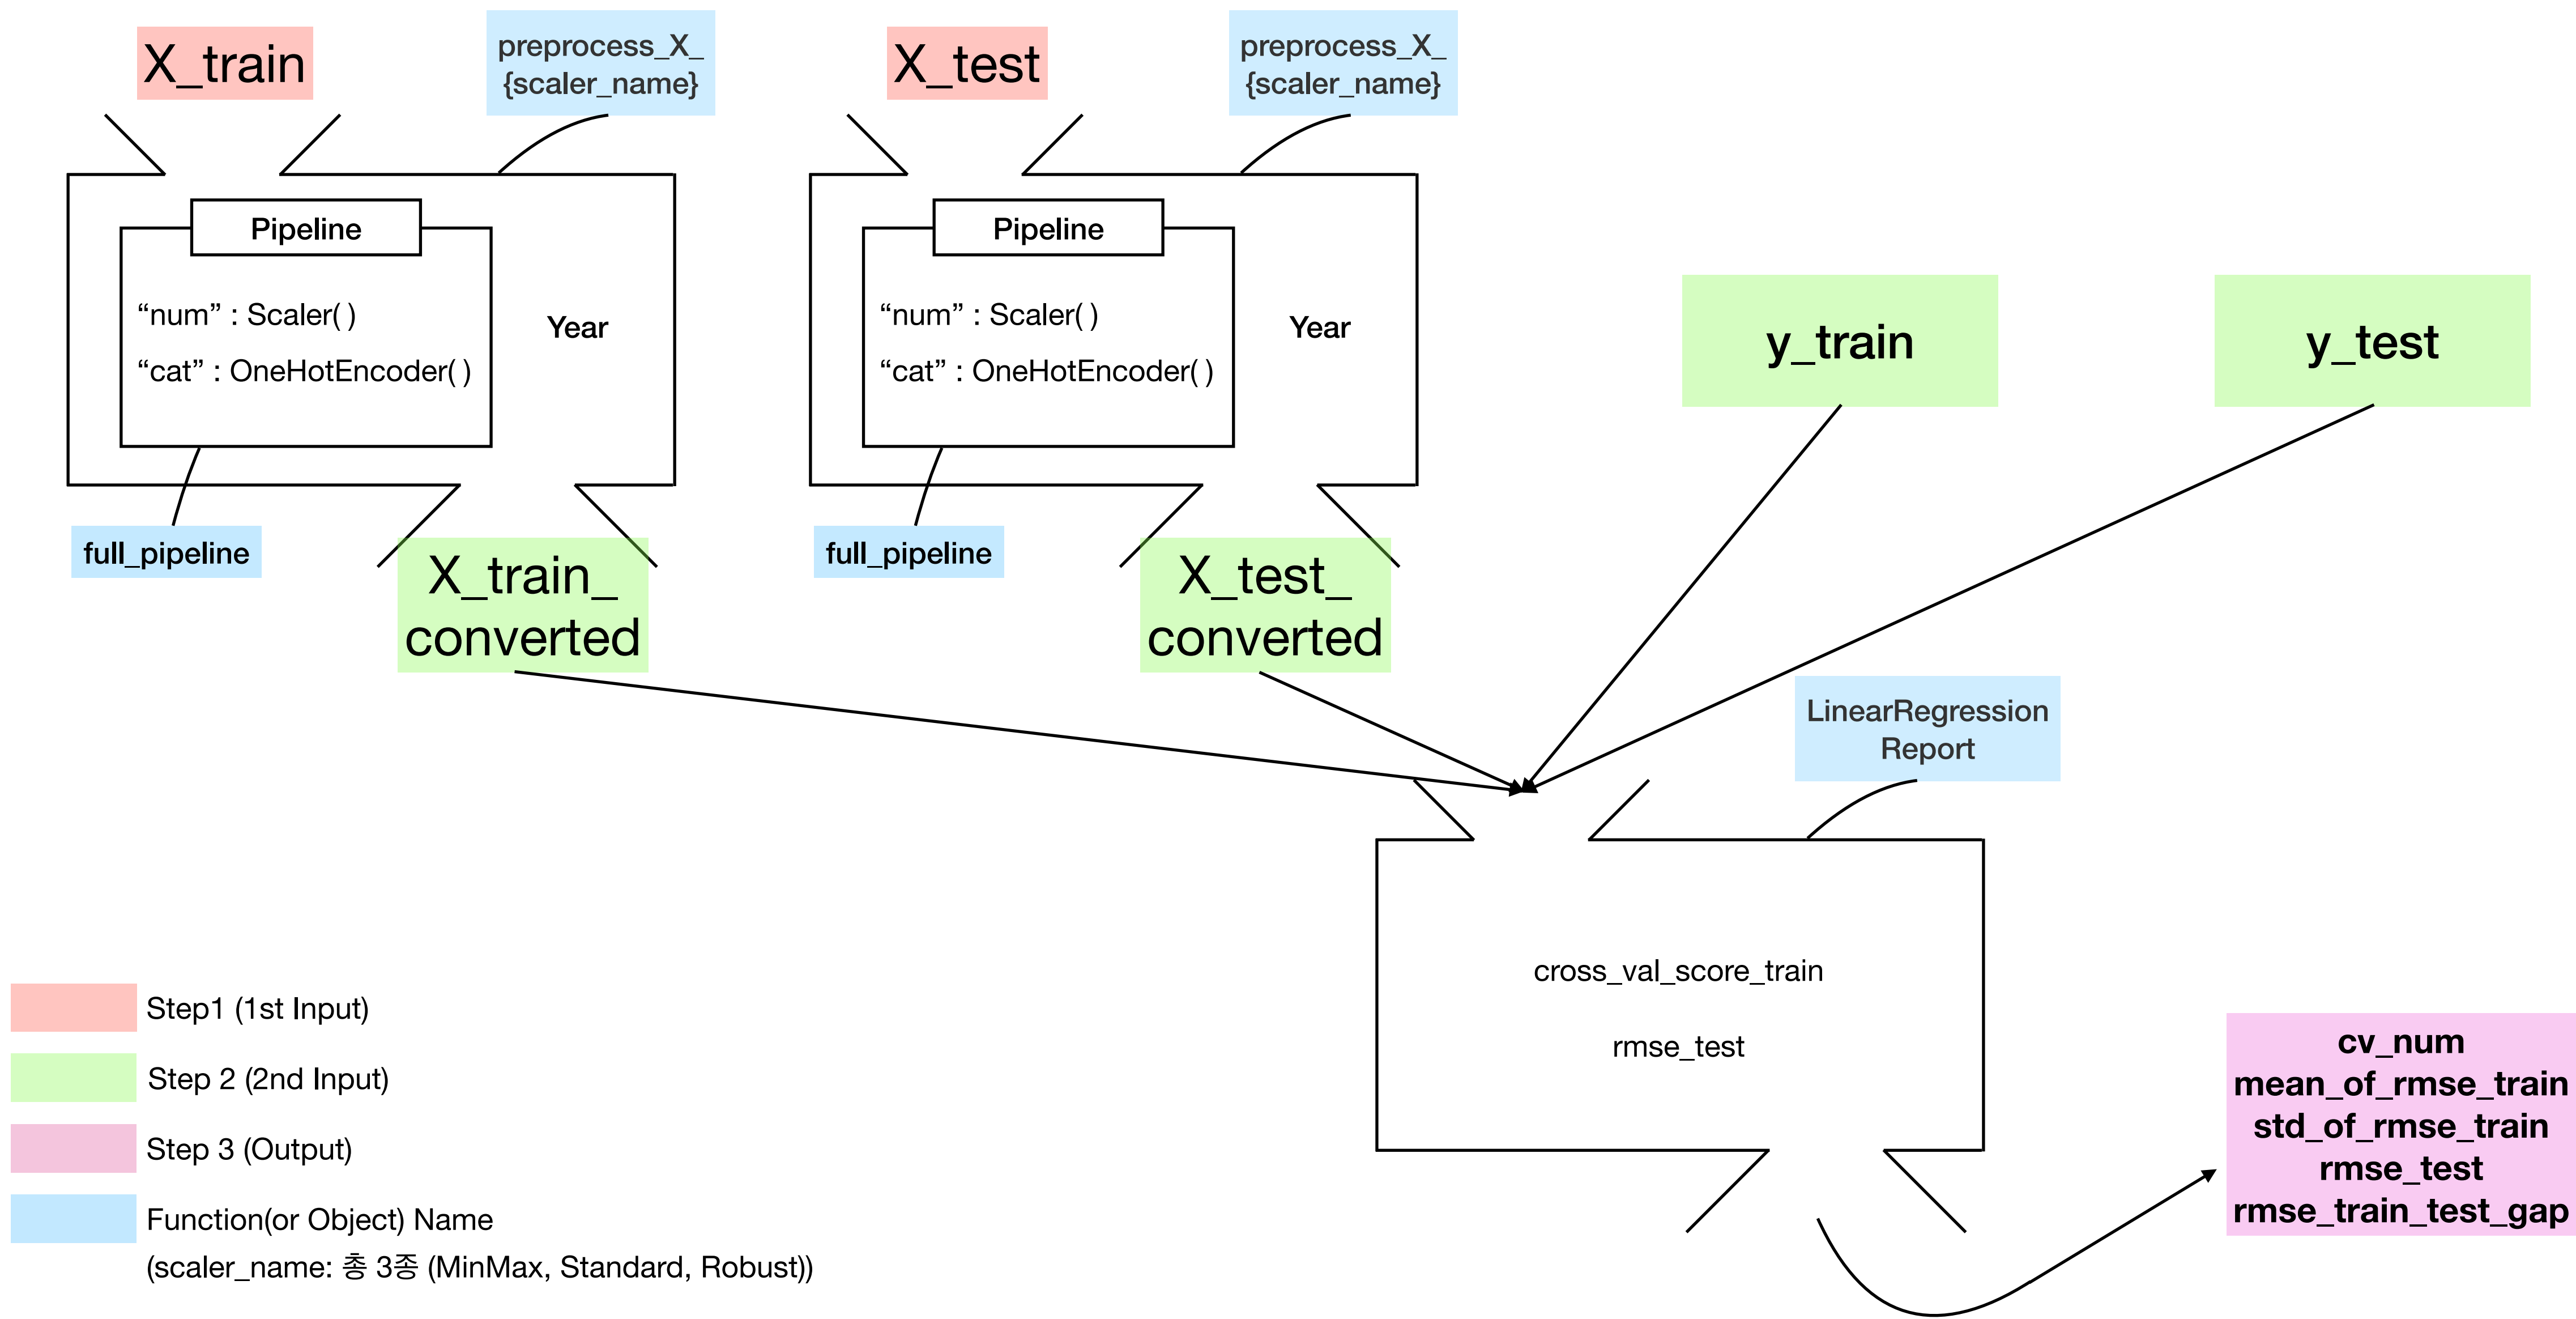 X_train
preprocess_X_
{scaler_name}
X_test
preprocess_X_
{scaler_name}
Pipeline
“num” : Scaler( )
“cat” : OneHotEncoder( )
Year
full_pipeline
X_train_
converted
Pipeline
“num” : Scaler( )
“cat” : OneHotEncoder( )
Year
full_pipeline
X_test_
converted
y_train
y_test
LinearRegression
Report
cross_val_score_train
rmse_test
cv_num
mean_of_rmse_train
std_of_rmse_train
rmse_test
rmse_train_test_gap
Step1 (1st Input)
Step 2 (2nd Input)
Step 3 (Output)
Function(or Object) Name
(scaler_name: 총 3종 (MinMax, Standard, Robust))